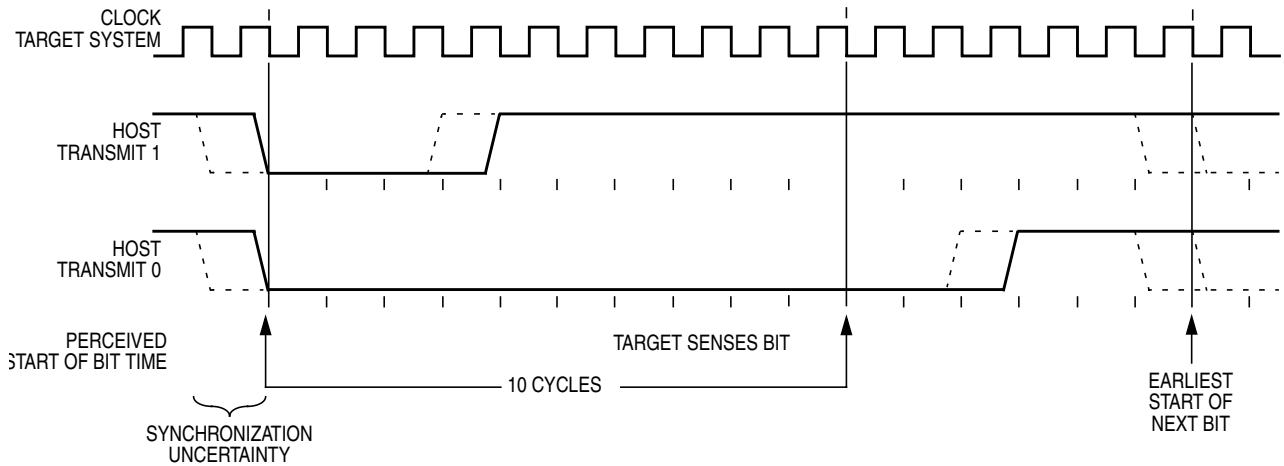 CLOCK
TARGET SYSTEM
HOST
TRANSMIT 1
HOST
TRANSMIT 0
PERCEIVED
START OF BIT TIME
TARGET SENSES BIT
10 CYCLES
EARLIEST
START OF
NEXT BIT
SYNCHRONIZATION
UNCERTAINTY